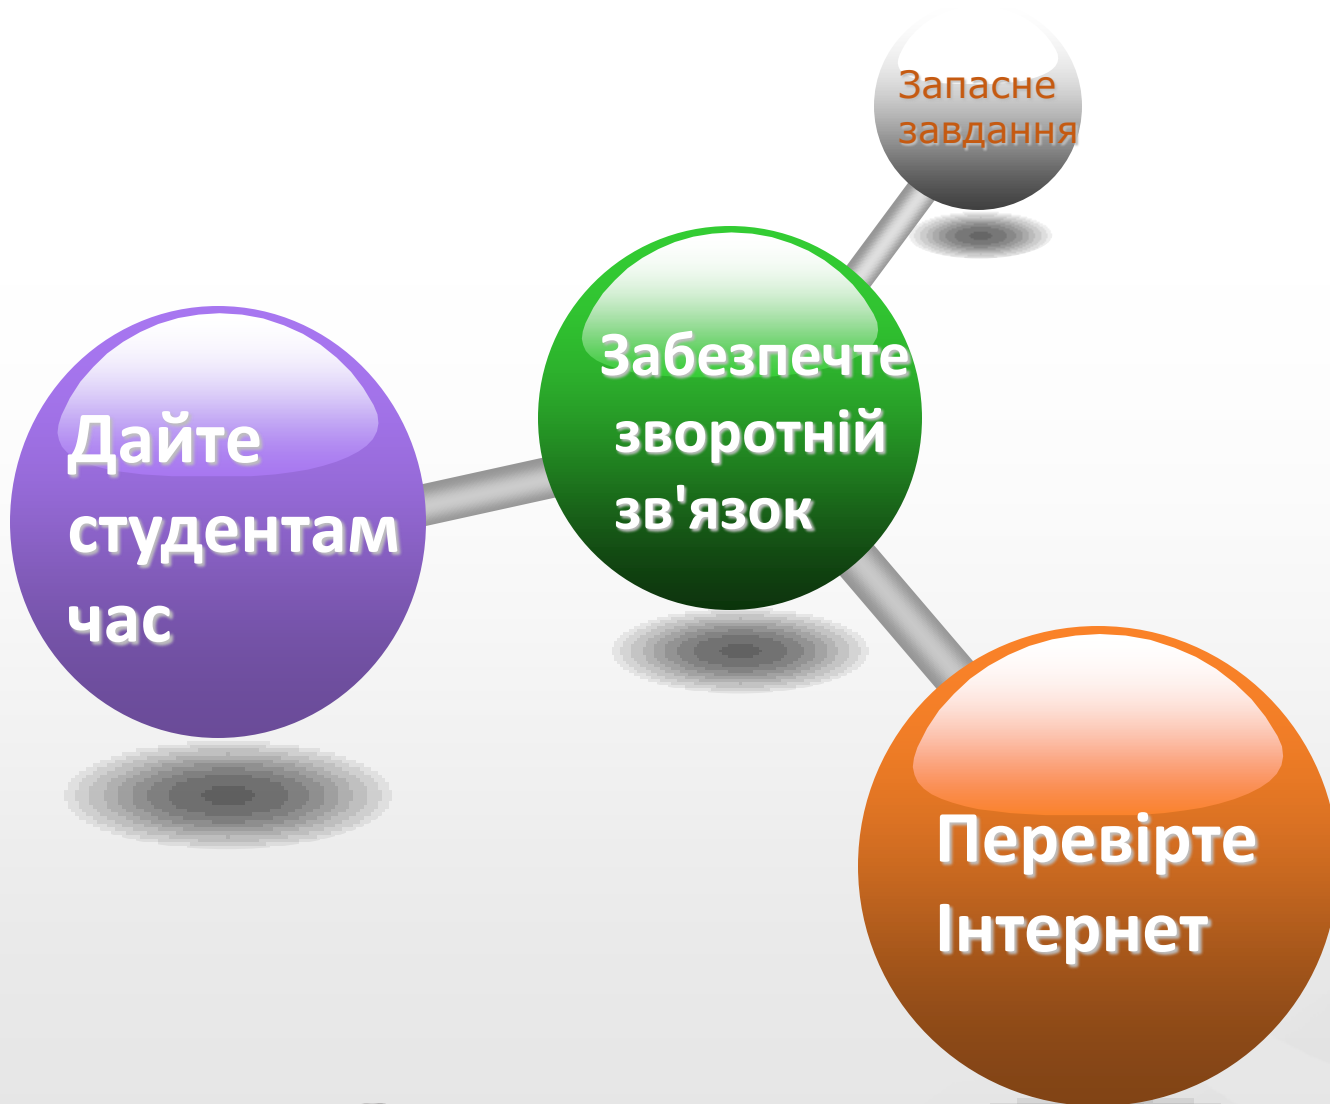 Запасне
завдання
Забезпечте
зворотній
зв'язок
Дайте
студентам
час
Перевірте
Інтернет